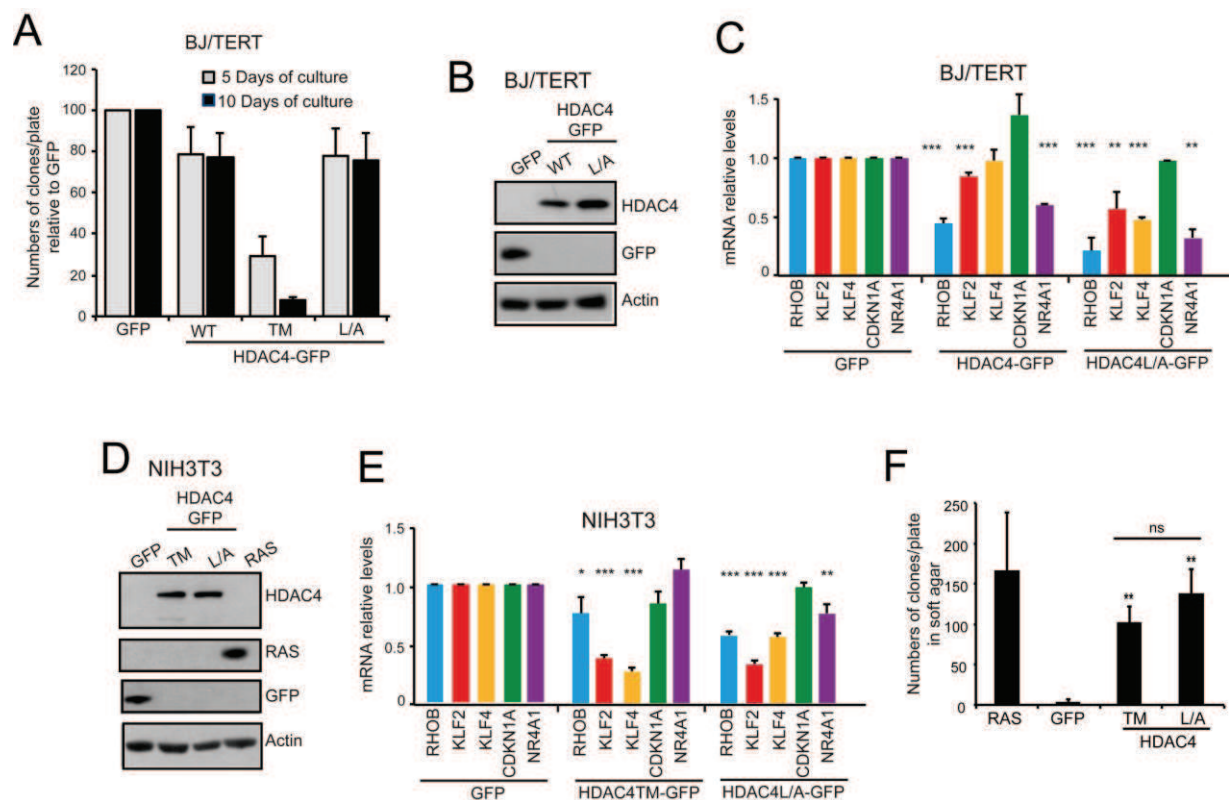 A
BJ/TERT
5 Days of culture
10 Days of culture
Numbers of clones/plate
relative to GFP
120
100
80
60
40
20
0
GFP WT TM L/A
HDAC4-GFP
B
BJ/TERT
HDAC4
GFP
GFP WT L/A
HDAC4
GFP
Actin
C
BJ/TERT
mRNA relative levels
1.5
1.0
0.5
0
*** *** *** *** ** *** **
RHOB KLF2 KLF4 CDKN1A NR4A1 RHOB KLF2 KLF4 CDKN1A NR4A1 RHOB KLF2 KLF4 CDKN1A NR4A1
GFP HDAC4-GFP HDAC4L/A-GFP
D
NIH3T3
HDAC4
GFP
GFP TM L/A RAS
HDAC4
RAS
GFP
Actin
E
NIH3T3
mRNA relative levels
1.5
1.0
0.5
0
* *** *** *** *** *** **
RHOB KLF2 KLF4 CDKN1A NR4A1 RHOB KLF2 KLF4 CDKN1A NR4A1 RHOB KLF2 KLF4 CDKN1A NR4A1
GFP HDAC4TM-GFP HDAC4L/A-GFP
F
Numbers of clones/plate
in soft agar
250
200
150
100
50
0
ns
** **
RAS GFP TM L/A
HDAC4